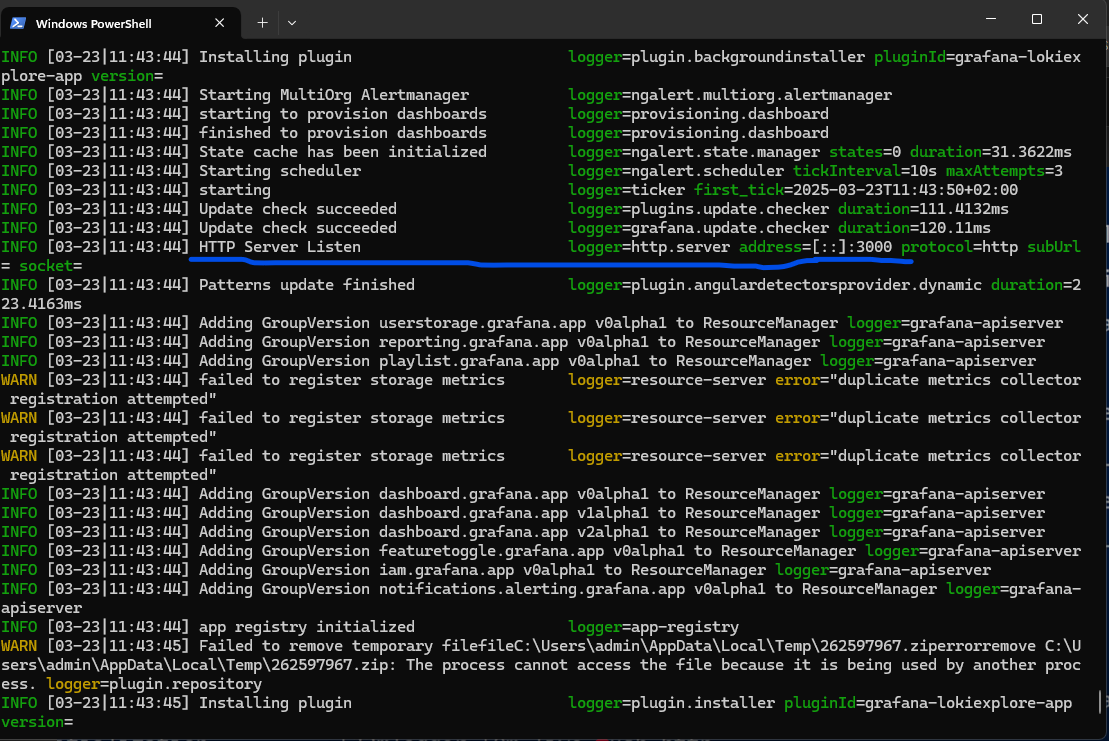 Windows PowerShell
INFO [03-23|11:43:44] Installing plugin                        logger=plugin.backgroundinstaller pluginId=grafana-lokiex
plore-app version=
INFO [03-23|11:43:44] Starting MultiOrg Alertmanager           logger=ngalert.multiorg.alertmanager
INFO [03-23|11:43:44] starting to provision dashboards         logger=provisioning.dashboard
INFO [03-23|11:43:44] finished to provision dashboards         logger=provisioning.dashboard
INFO [03-23|11:43:44] State cache has been initialized         logger=ngalert.state.manager states=0 duration=31.3622ms
INFO [03-23|11:43:44] Starting scheduler                       logger=ngalert.scheduler tickInterval=10s maxAttempts=3
INFO [03-23|11:43:44] starting                                 logger=ticker first_tick=2025-03-23T11:43:50+02:00
INFO [03-23|11:43:44] Update check succeeded                   logger=plugins.update.checker duration=111.4132ms
INFO [03-23|11:43:44] Update check succeeded                   logger=grafana.update.checker duration=120.11ms
INFO [03-23|11:43:44] HTTP Server Listen                       logger=http.server address=[::]:3000 protocol=http subUrl
= socket=
INFO [03-23|11:43:44] Patterns update finished                 logger=plugin.angulardetectorsprovider.dynamic duration=2
23.4163ms
INFO [03-23|11:43:44] Adding GroupVersion userstorage.grafana.app v0alpha1 to ResourceManager logger=grafana-apiserver
INFO [03-23|11:43:44] Adding GroupVersion reporting.grafana.app v0alpha1 to ResourceManager logger=grafana-apiserver
INFO [03-23|11:43:44] Adding GroupVersion playlist.grafana.app v0alpha1 to ResourceManager logger=grafana-apiserver
WARN [03-23|11:43:44] failed to register storage metrics       logger=resource-server error="duplicate metrics collector
 registration attempted"
WARN [03-23|11:43:44] failed to register storage metrics       logger=resource-server error="duplicate metrics collector
 registration attempted"
WARN [03-23|11:43:44] failed to register storage metrics       logger=resource-server error="duplicate metrics collector
 registration attempted"
INFO [03-23|11:43:44] Adding GroupVersion dashboard.grafana.app v0alpha1 to ResourceManager logger=grafana-apiserver
INFO [03-23|11:43:44] Adding GroupVersion dashboard.grafana.app v1alpha1 to ResourceManager logger=grafana-apiserver
INFO [03-23|11:43:44] Adding GroupVersion dashboard.grafana.app v2alpha1 to ResourceManager logger=grafana-apiserver
INFO [03-23|11:43:44] Adding GroupVersion featuretoggle.grafana.app v0alpha1 to ResourceManager logger=grafana-apiserver
INFO [03-23|11:43:44] Adding GroupVersion iam.grafana.app v0alpha1 to ResourceManager logger=grafana-apiserver
INFO [03-23|11:43:44] Adding GroupVersion notifications.alerting.grafana.app v0alpha1 to ResourceManager logger=grafana-
apiserver
INFO [03-23|11:43:44] app registry initialized                 logger=app-registry
WARN [03-23|11:43:45] Failed to remove temporary filefileC:\Users\admin\AppData\Local\Temp\262597967.ziperrorremove C:\U
sers\admin\AppData\Local\Temp\262597967.zip: The process cannot access the file because it is being used by another proc
ess. logger=plugin.repository
INFO [03-23|11:43:45] Installing plugin                        logger=plugin.installer pluginId=grafana-lokiexplore-app
version=